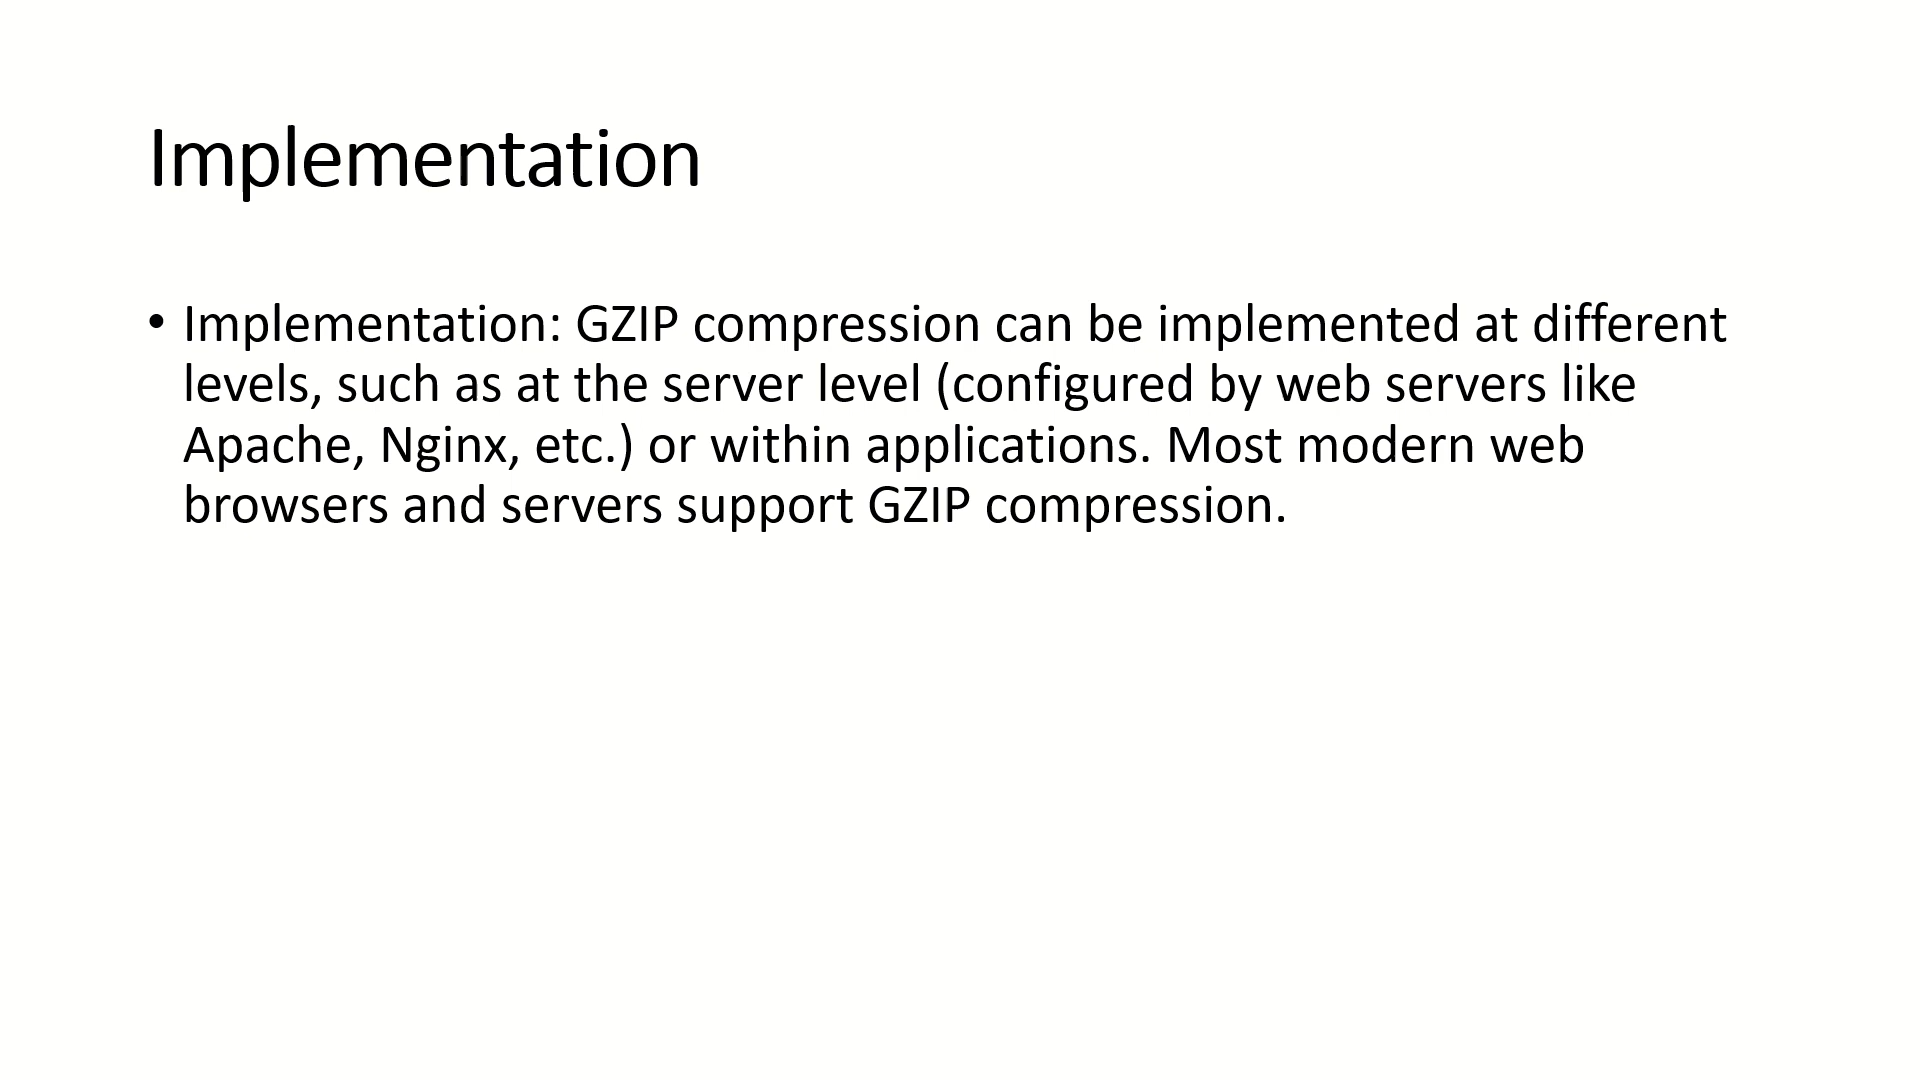 Implementation
• Implementation: GZIP compression can be implemented at different
levels, such as at the server level (configured by web servers like
Apache, Nginx, etc.) or within applications. Most modern web
browsers and servers support GZIP compression.